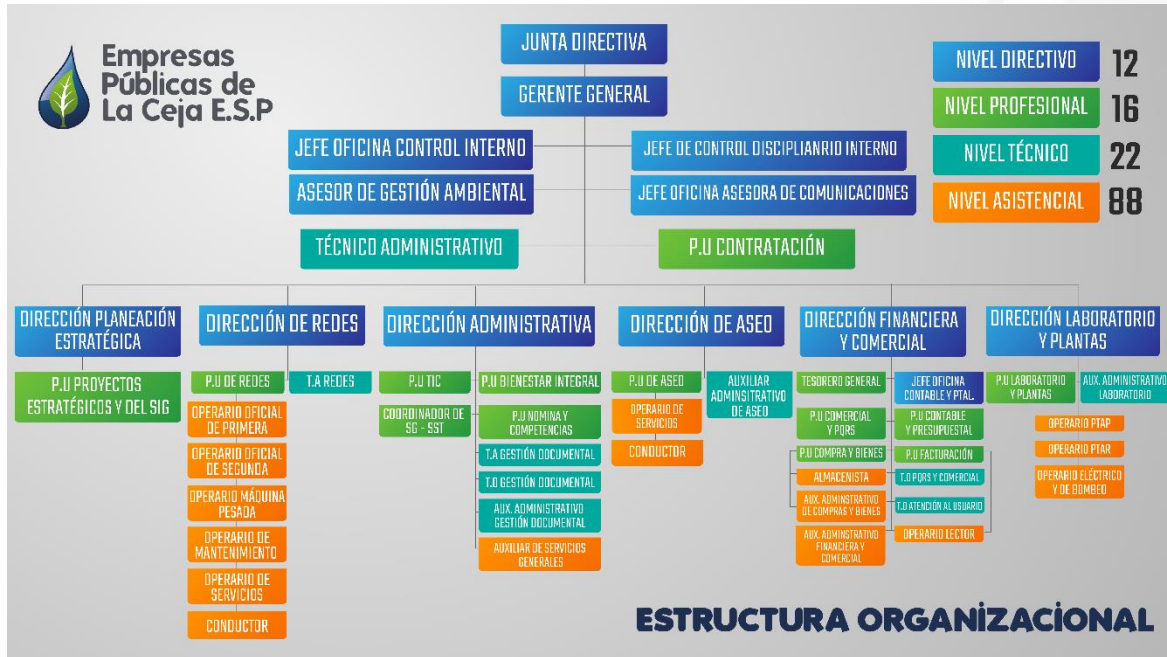 Empresas
Públicas de
La Ceja E.S.P
JUNTA DIRECTIVA
GERENTE GENERAL
NIVEL DIRECTIVO 12
NIVEL PROFESIONAL 16
NIVEL TÉCNICO 22
NIVEL ASISTENCIAL 88
JEFE OFICINA CONTROL INTERNO
JEFE DE CONTROL DISCIPLIANRIO INTERNO
ASESOR DE GESTIÓN AMBIENTAL
JEFE OFICINA ASESORA DE COMUNICACIONES
TÉCNICO ADMINISTRATIVO
P.U CONTRATACIÓN
DIRECCIÓN PLANEACIÓN
ESTRATÉGICA
P.U PROYECTOS
ESTRATÉGICOS Y DEL SIG
DIRECCIÓN DE REDES
P.U DE REDES
T.A REDES
OPERARIO OFICIAL
DE PRIMERA
OPERARIO OFICIAL
DE SEGUNDA
OPERARIO MÁQUINA
PESADA
OPERARIO DE
MANTENIMIENTO
OPERARIO DE
SERVICIOS
CONDUCTOR
DIRECCIÓN ADMINISTRATIVA
P.U TIC
P.U BIENESTAR INTEGRAL
COORDINADOR DE
SG - SST
P.U NOMINA Y
COMPETENCIAS
T.A GESTIÓN DOCUMENTAL
T.O GESTIÓN DOCUMENTAL
AUX. ADMINISTRATIVO
GESTIÓN DOCUMENTAL
AUXILIAR DE SERVICIOS
GENERALES
DIRECCIÓN DE ASEO
P.U DE ASEO
AUXILIAR
ADMINSITRATIVO
DE ASEO
OPERARIO DE
SERVICIOS
CONDUCTOR
DIRECCIÓN FINANCIERA
Y COMERCIAL
TESORERO GENERAL
JEFE OFICINA
CONTABLE Y PTAL.
P.U COMERCIAL
Y PQRS
P.U CONTABLE
Y PRESUPUESTAL
P.U COMPRA Y BIENES
P.U FACTURACIÓN
ALMACENISTA
T.O PQRS Y COMERCIAL
AUX. ADMINSTRATIVO
DE COMPRAS Y BIENES
T.O ATENCIÓN AL USUARIO
AUX. ADMINSTRATIVO
FINANCIERA Y
COMERCIAL
OPERARIO LECTOR
DIRECCIÓN LABORATORIO
Y PLANTAS
P.U LABORATORIO
Y PLANTAS
AUX. ADMINISTRATIVO
LABORATORIO
OPERARIO PTAP
OPERARIO PTAR
OPERARIO ELÉCTRICO
Y DE BOMBEO
ESTRUCTURA ORGANIZACIONAL